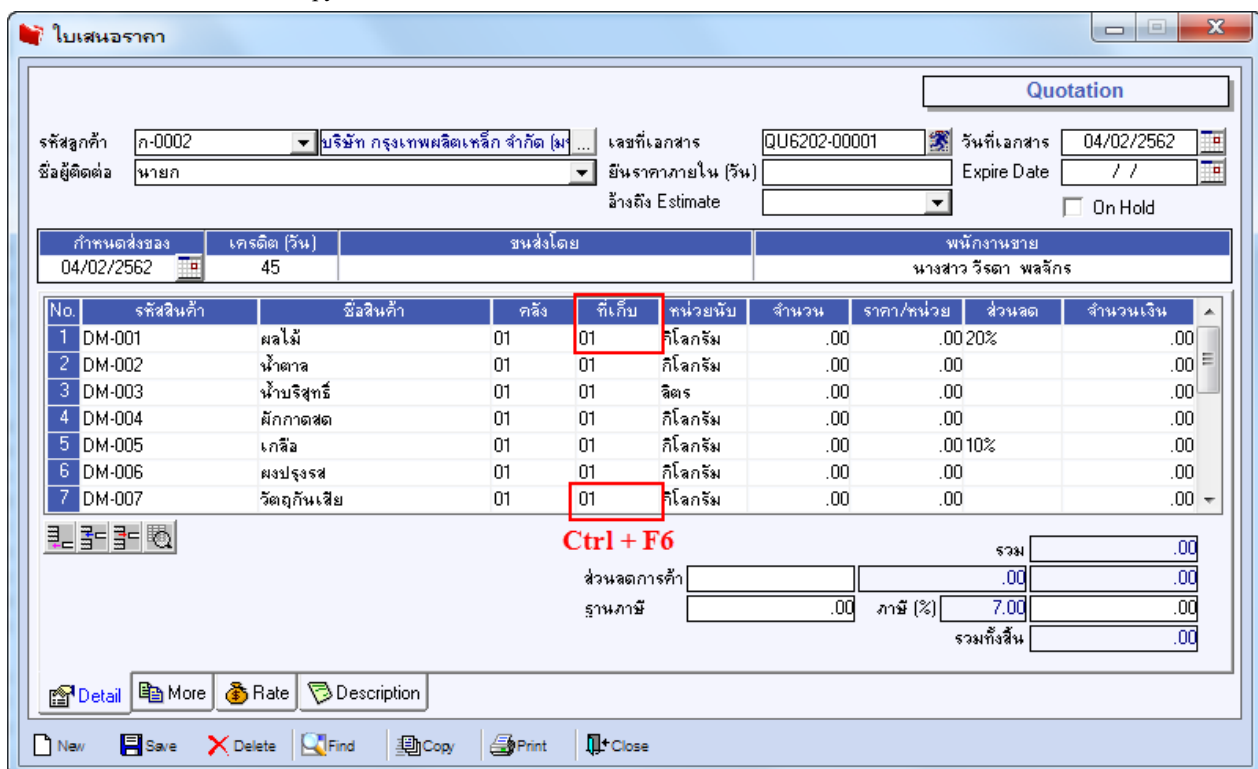 ใบเสนอราคา
Quotation
รหัสลูกค้า ก-0002 บริษัท กรุงเทพผลิตเหล็ก จำกัด (มห ... เลขที่เอกสาร QU6202-00001 วันที่เอกสาร 04/02/2562
ชื่อผู้ติดต่อ นายก ยืนราคาภายใน (วัน) Expire Date / /
อ้างถึง Estimate On Hold
กำหนดส่งของ เครดิต (วัน) ขนส่งโดย พนักงานขาย
04/02/2562 45 นางสาว วีรดา พลจักร
No. รหัสสินค้า ชื่อสินค้า คลัง ที่เก็บ หน่วยนับ จำนวน ราคา/หน่วย ส่วนลด จำนวนเงิน
1 DM-001 ผลไม้ 01 01 กิโลกรัม .00 .00 20% .00
2 DM-002 น้ำตาล 01 01 กิโลกรัม .00 .00 .00
3 DM-003 น้ำบริสุทธิ์ 01 01 ลิตร .00 .00 .00
4 DM-004 ผักกาดสด 01 01 กิโลกรัม .00 .00 .00
5 DM-005 เกลือ 01 01 กิโลกรัม .00 .00 10% .00
6 DM-006 ผงปรุงรส 01 01 กิโลกรัม .00 .00 .00
7 DM-007 วัตถุกันเสีย 01 01 กิโลกรัม .00 .00 .00
Ctrl + F6
รวม .00
ส่วนลดการค้า .00 .00
ฐานภาษี .00 ภาษี (%) 7.00 .00
รวมทั้งสิ้น .00
Detail More Rate Description
New Save Delete Find Copy Print Close